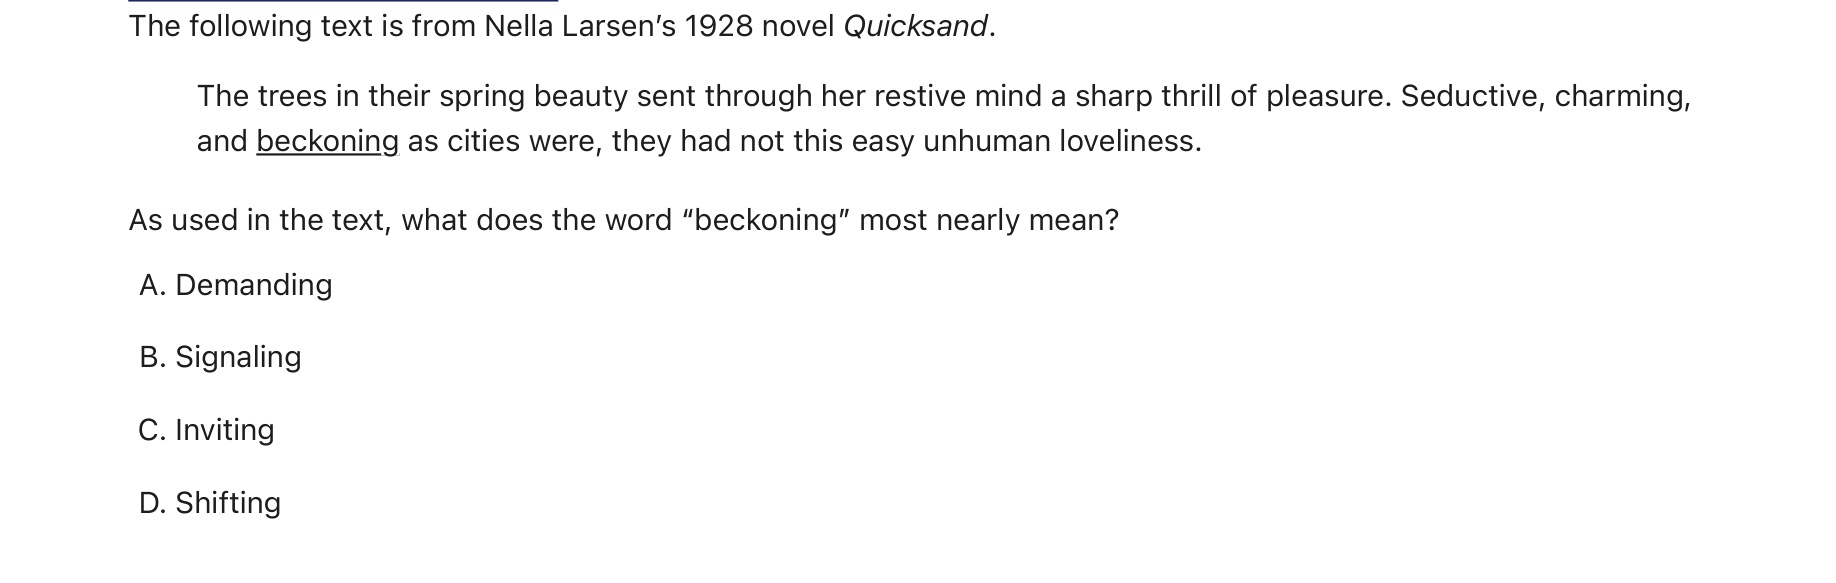 The following text is from Nella Larsen’s 1928 novel Quicksand.
The trees in their spring beauty sent through her restive mind a sharp thrill of pleasure. Seductive, charming,
and beckoning as cities were, they had not this easy unhuman loveliness.
As used in the text, what does the word “beckoning” most nearly mean?
A. Demanding
B. Signaling
C. Inviting
D. Shifting